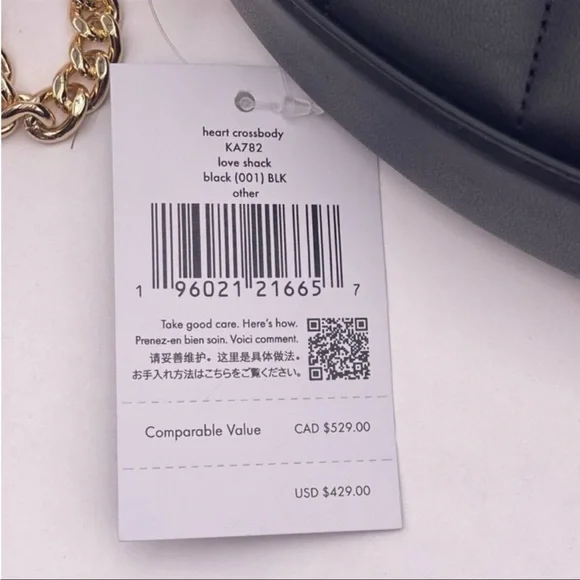 heart crossbody
KA782
love shack
black (001) BLK
other
1 96021 21665 7
Take good care. Here's how.
Prenez-en bien soin. Voici comment.
请妥善维护。这里是具体做法。
お手入れ方法はこちらをご覧ください。
Comparable Value CAD $529.00
USD $429.00